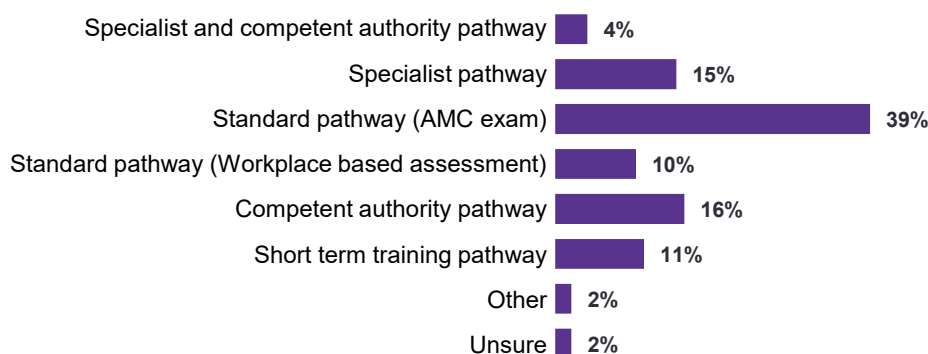 Specialist and competent authority pathway 4%
Specialist pathway 15%
Standard pathway (AMC exam) 39%
Standard pathway (Workplace based assessment) 10%
Competent authority pathway 16%
Short term training pathway 11%
Other 2%
Unsure 2%